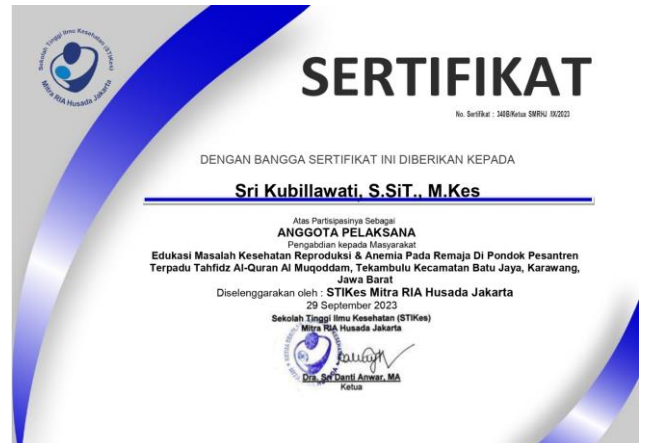 Sekolah Tinggi Ilmu Kesehatan (STIKes)
Mitra RIA Husada Jakarta
SERTIFIKAT
No. Sertifikat : 340B/Ketua SMRHJ /IX/2023
DENGAN BANGGA SERTIFIKAT INI DIBERIKAN KEPADA
Sri Kubillawati, S.SiT., M.Kes
Atas Partisipasinya Sebagai
ANGGOTA PELAKSANA
Pengabdian kepada Masyarakat
Edukasi Masalah Kesehatan Reproduksi & Anemia Pada Remaja Di Pondok Pesantren
Terpadu Tahfidz Al-Quran Al Muqoddam, Tekambulu Kecamatan Batu Jaya, Karawang,
Jawa Barat
Diselenggarakan oleh : STIKes Mitra RIA Husada Jakarta
29 September 2023
Sekolah Tinggi Ilmu Kesehatan (STIKes)
Mitra RIA Husada Jakarta
Dra. Sri Danti Anwar, MA
Ketua